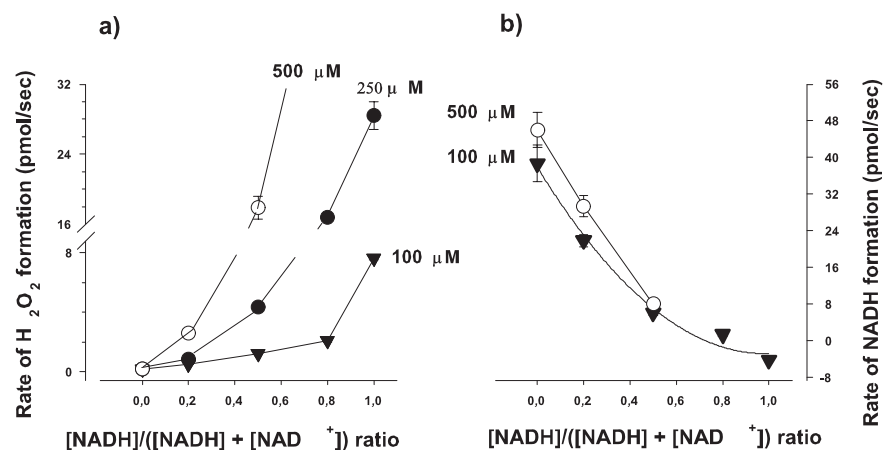 a)
Rate of H 2O2 formation (pmol/sec)
32
28
24
16
8
0
500 μM
250 μ M
100 μM
0,0 0,2 0,4 0,6 0,8 1,0
[NADH]/([NADH] + [NAD +]) ratio
b)
500 μM
100 μM
56
48
40
32
24
16
8
0
-8
Rate of NADH formation (pmol/sec)
0,0 0,2 0,4 0,6 0,8 1,0
[NADH]/([NADH] + [NAD +]) ratio